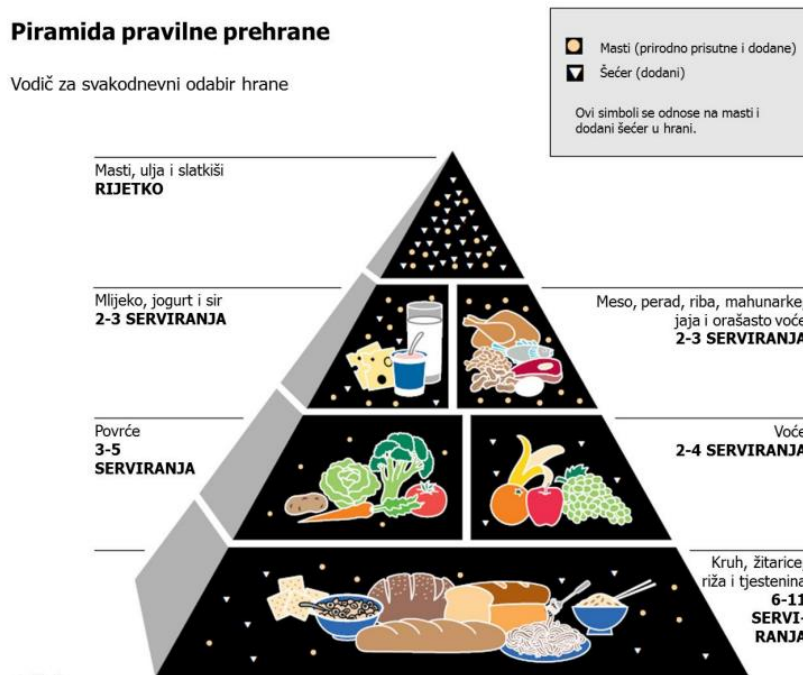 Piramida pravilne prehrane
Vodič za svakodnevni odabir hrane
Masti (prirodno prisutne i dodane)
Šećer (dodani)
Ovi simboli se odnose na masti i
dodani šećer u hrani.
Masti, ulja i slatkiši
RIJETKO
Mlijeko, jogurt i sir
2-3 SERVIRANJA
Meso, perad, riba, mahunarke,
jaja i orašasto voće
2-3 SERVIRANJA
Povrće
3-5
SERVIRANJA
Voće
2-4 SERVIRANJA
Kruh, žitarice,
riža i tjestenina
6-11
SERVI-
RANJA